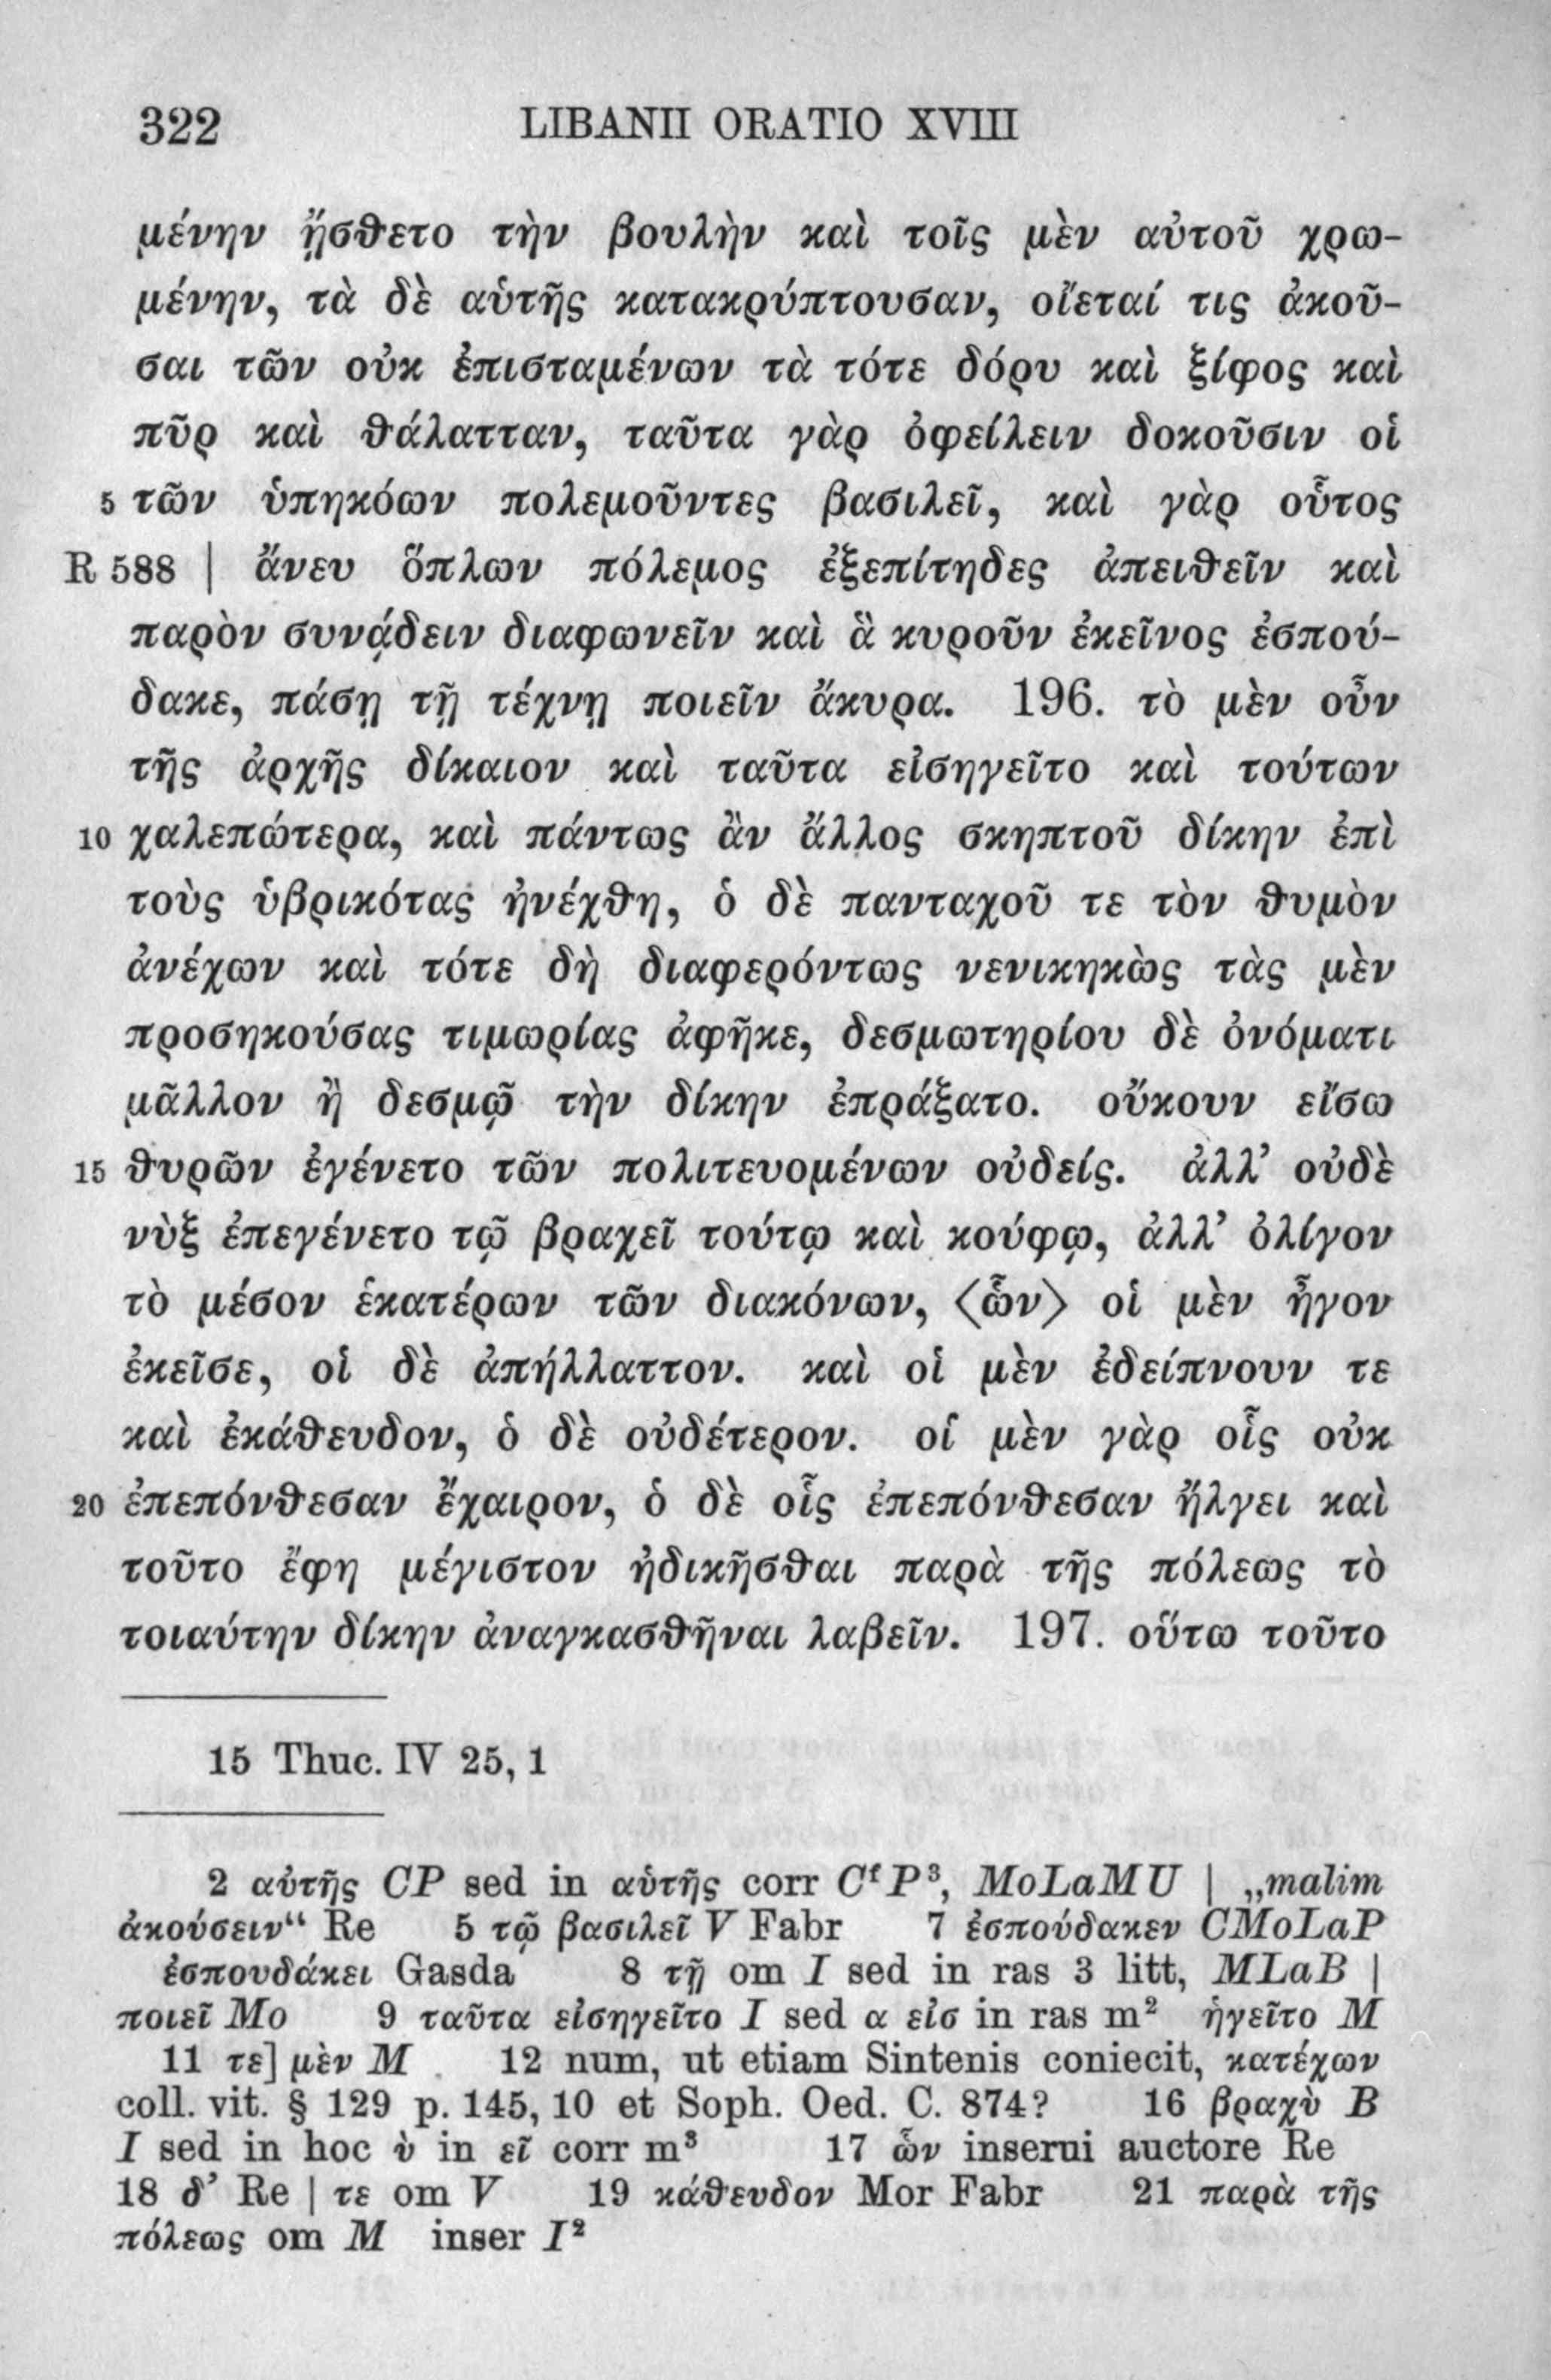 322 LIBANII ORATIO XVIII
μένην ᾔσθετο τὴν βουλὴν καὶ τοῖς μὲν αὐτοῦ χρω-
μένην, τὰ δὲ αὑτῆς κατακρύπτουσαν, οἴεταί τις ἀκοῦ-
σαι τῶν οὐκ ἐπισταμένων τὰ τότε δόρυ καὶ ξίφος καὶ
πῦρ καὶ θάλατταν, ταῦτα γὰρ ὀφείλειν δοκοῦσιν οἱ
5 τῶν ὑπηκόων πολεμοῦντες βασιλεῖ, καὶ γὰρ οὗτος
R 588 | ἄνευ ὅπλων πόλεμος ἐξεπίτηδες ἀπειθεῖν καὶ
παρὸν συνᾴδειν διαφωνεῖν καὶ ἃ κυροῦν ἐκεῖνος ἐσπού-
δακε, πάσῃ τῇ τέχνῃ ποιεῖν ἄκυρα. 196. τὸ μὲν οὖν
τῆς ἀρχῆς δίκαιον καὶ ταῦτα εἰσηγεῖτο καὶ τούτων
10 χαλεπώτερα, καὶ πάντως ἂν ἄλλος σκηπτοῦ δίκην ἐπὶ
τοὺς ὑβρικότας ἠνέχθη, ὁ δὲ πανταχοῦ τε τὸν θυμὸν
ἀνέχων καὶ τότε δὴ διαφερόντως νενικηκὼς τὰς μὲν
προσηκούσας τιμωρίας ἀφῆκε, δεσμωτηρίου δὲ ὀνόματι
μᾶλλον ἢ δεσμῷ τὴν δίκην ἐπράξατο. οὔκουν εἴσω
15 θυρῶν ἐγένετο τῶν πολιτευομένων οὐδείς. ἀλλ’ οὐδὲ
νὺξ ἐπεγένετο τῷ βραχεῖ τούτῳ καὶ κούφῳ, ἀλλ’ ὀλίγον
τὸ μέσον ἑκατέρων τῶν διακόνων, ⟨ὧν⟩ οἱ μὲν ἦγον
ἐκεῖσε, οἱ δὲ ἀπήλλαττον. καὶ οἱ μὲν ἐδείπνουν τε
καὶ ἐκάθευδον, ὁ δὲ οὐδέτερον. οἱ μὲν γὰρ οἷς οὐκ
20 ἐπεπόνθεσαν ἔχαιρον, ὁ δὲ οἷς ἐπεπόνθεσαν ἤλγει καὶ
τοῦτο ἔφη μέγιστον ἠδικῆσθαι παρὰ τῆς πόλεως τὸ
τοιαύτην δίκην ἀναγκασθῆναι λαβεῖν. 197. οὕτω τοῦτο
15 Thuc. IV 25, 1
2 αὐτῆς CP sed in αὑτῆς corr Cᶠ P³, MoLaMU | „malim
ἀκούσειν“ Re 5 τῷ βασιλεῖ V Fabr 7 ἐσπούδακεν CMoLaP
ἐσπουδάκει Gasda 8 τῇ om I sed in ras 3 litt, MLaB |
ποιεῖ Mo 9 ταῦτα εἰσηγεῖτο I sed α εἰσ in ras m² ἡγεῖτο M
11 τε] μὲν M 12 num, ut etiam Sintenis coniecit, κατέχων
coll. vit. § 129 p. 145, 10 et Soph. Oed. C. 874? 16 βραχὺ B
I sed in hoc ὺ in εῖ corr m³ 17 ὧν inserui auctore Re
18 δ’ Re | τε om V 19 κάθευδον Mor Fabr 21 παρὰ τῆς
πόλεως om M inser I²